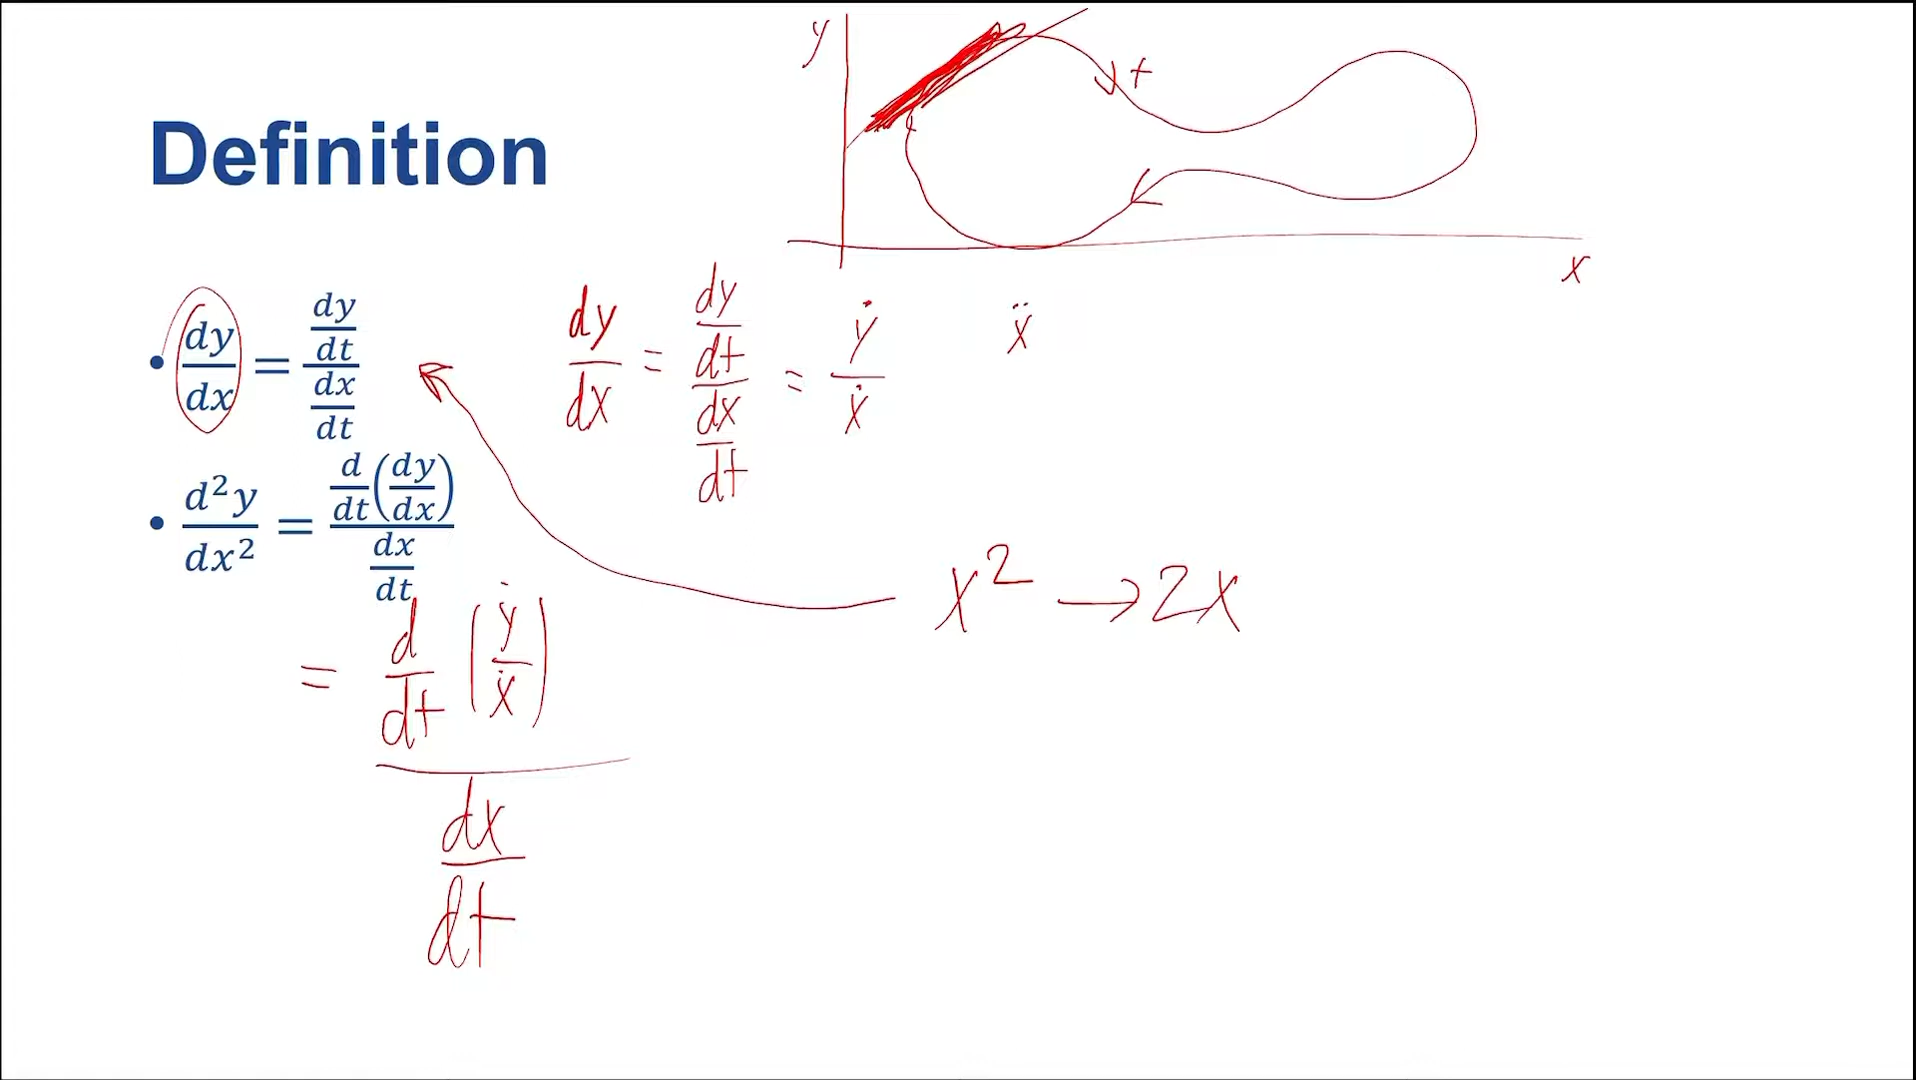 y
t
Definition
x
• dy/dx = (dy/dt)/(dx/dt)
dy/dx = (dy/dt)/(dx/dt) = ẏ/ẋ
ẍ
• d²y/dx² = (d/dt(dy/dx))/(dx/dt)
x² → 2x
= (d/dt (ẏ/ẋ))/(dx/dt)